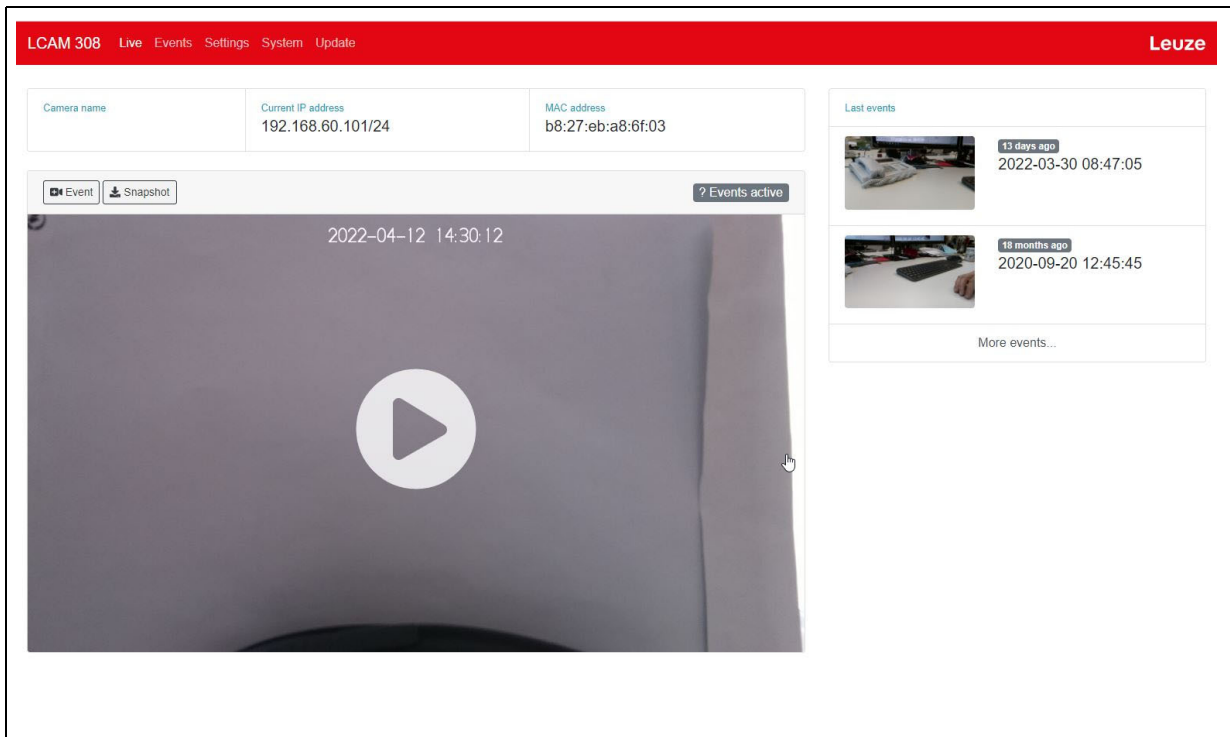 LCAM 308 Live Events Settings System Update Leuze
Camera name
Current IP address
192.168.60.101/24
MAC address
b8:27:eb:a8:6f:03
Event Snapshot ? Events active
2022-04-12 14:30:12
Last events
13 days ago
2022-03-30 08:47:05
18 months ago
2020-09-20 12:45:45
More events...